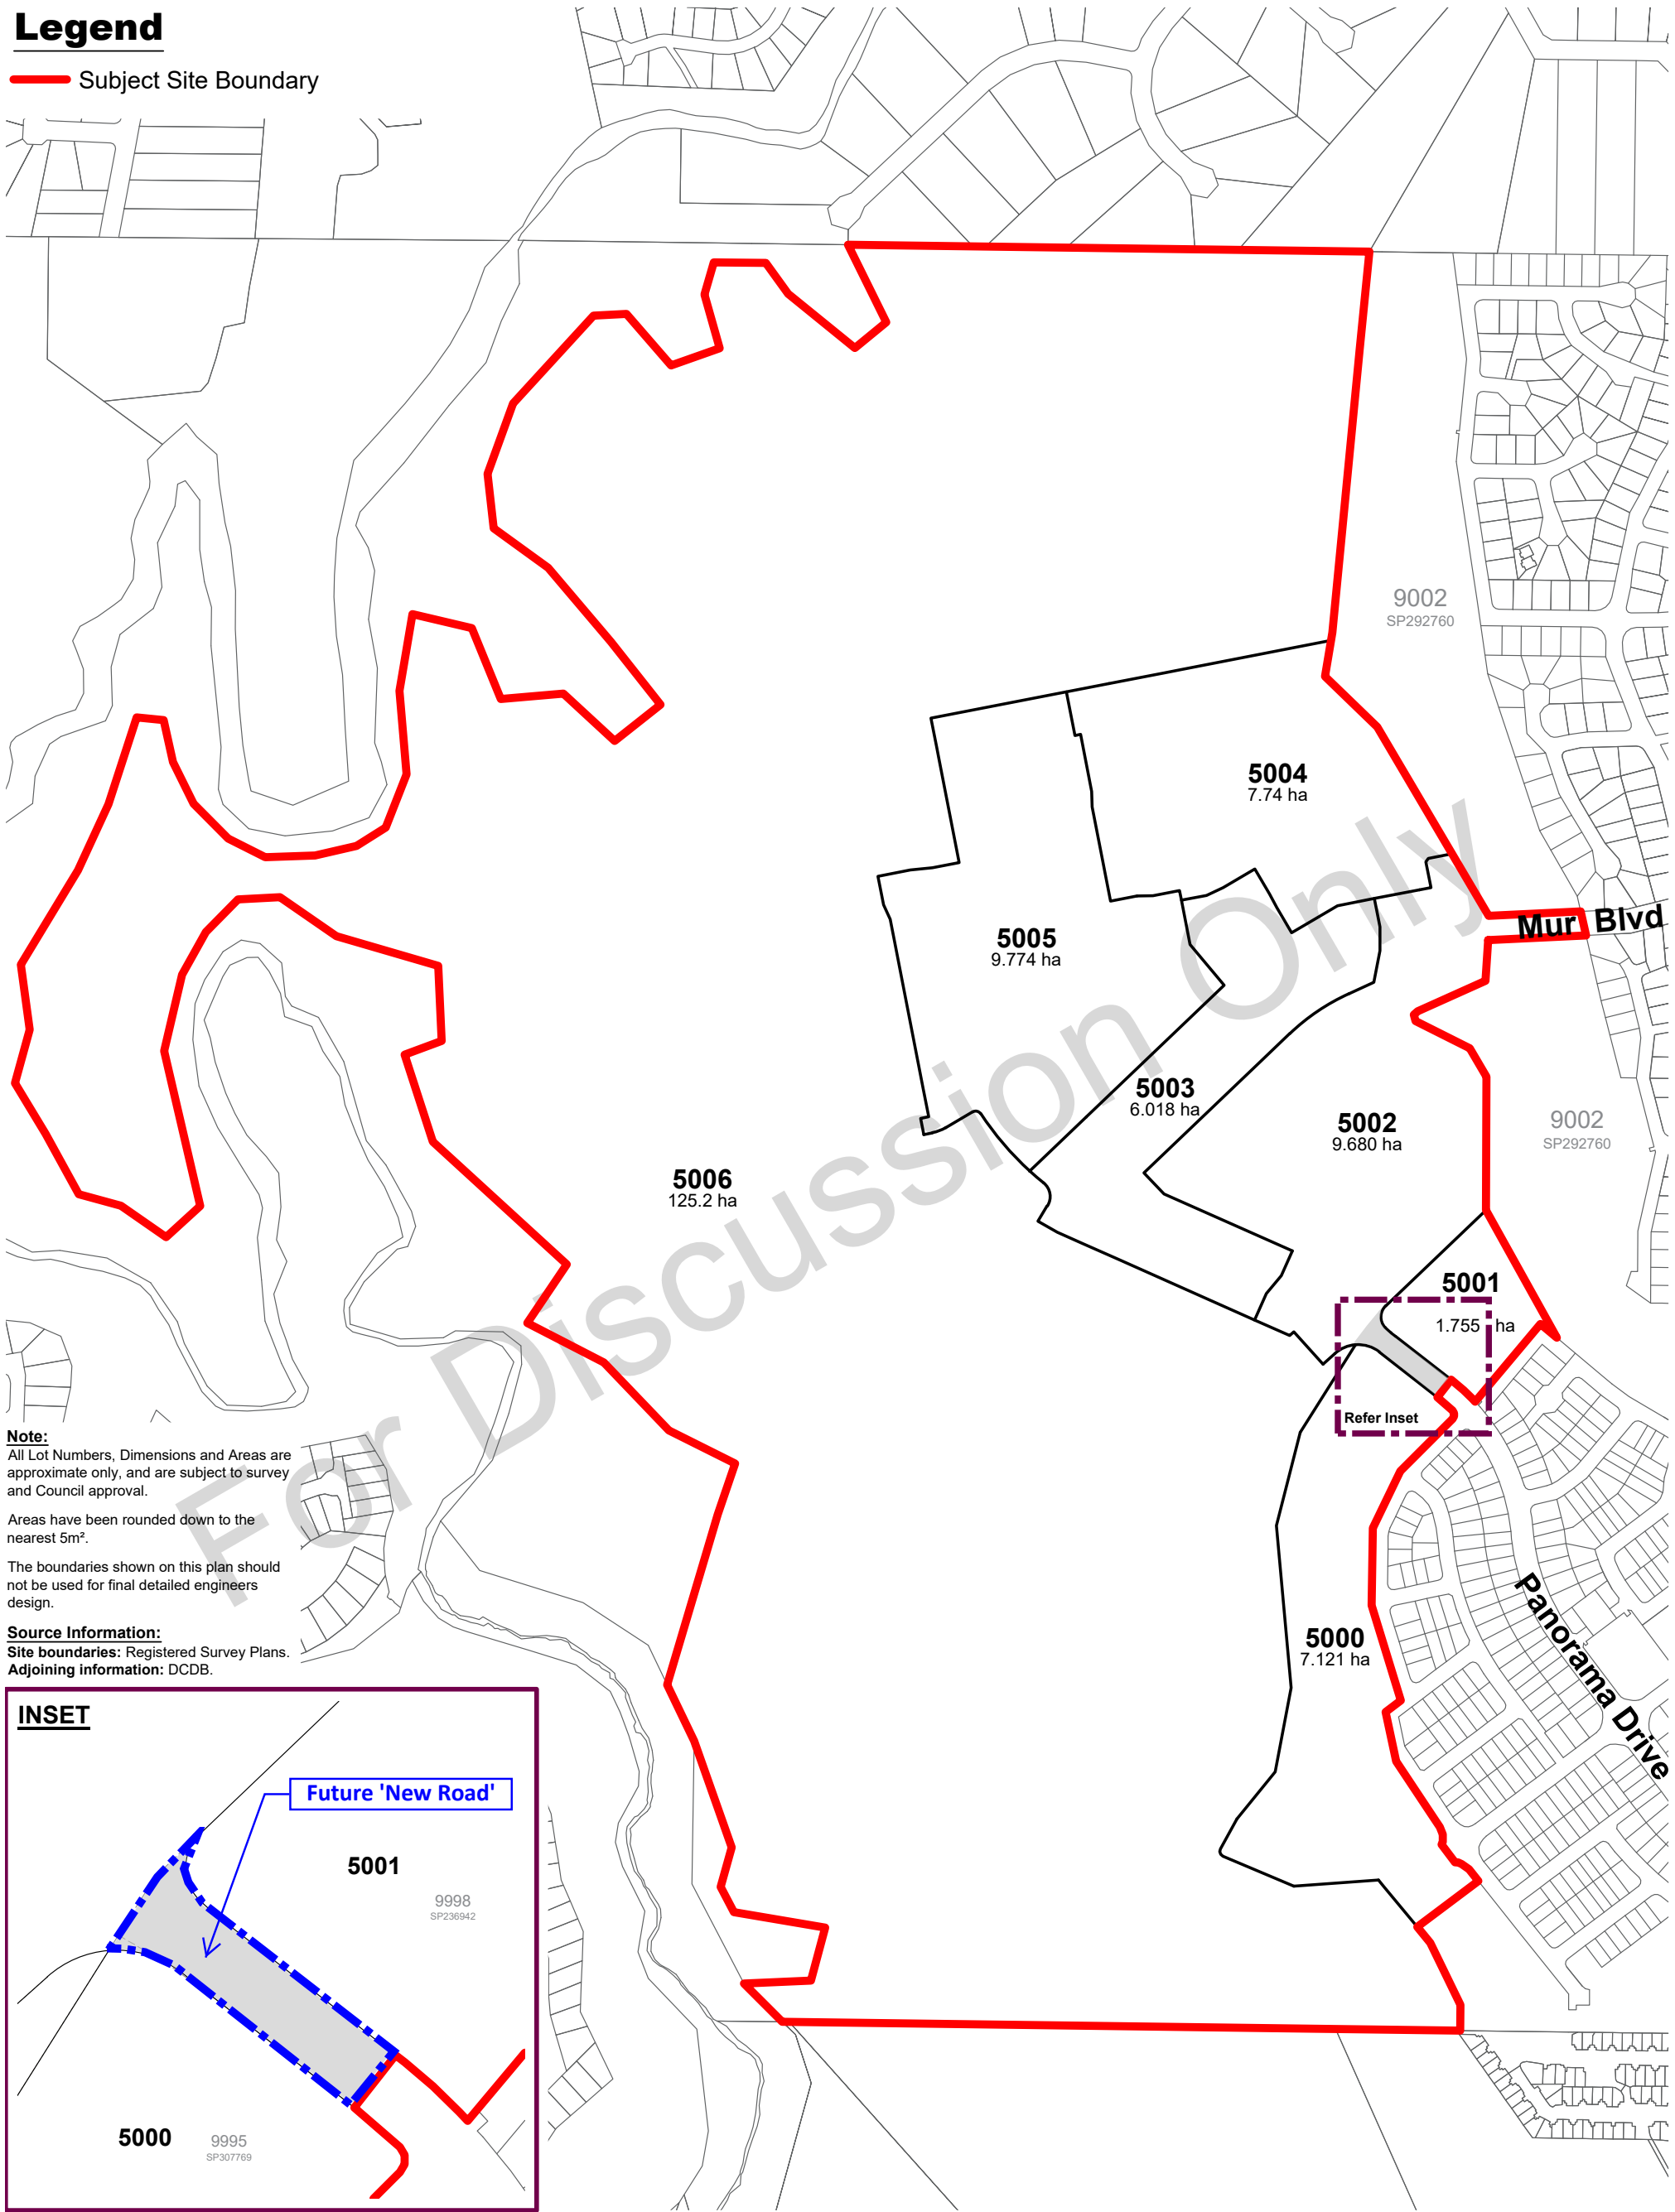 Legend
Subject Site Boundary
9002
SP292760
5004
7.74 ha
Mur Blvd
5005
9.774 ha
5003
6.018 ha
5002
9.680 ha
9002
SP292760
5006
125.2 ha
5001
1.755 ha
Refer Inset
For Discussion Only
Note:
All Lot Numbers, Dimensions and Areas are
approximate only, and are subject to survey
and Council approval.
Areas have been rounded down to the
nearest 5m².
The boundaries shown on this plan should
not be used for final detailed engineers
design.
Source Information:
Site boundaries: Registered Survey Plans.
Adjoining information: DCDB.
5000
7.121 ha
Panorama Drive
INSET
Future 'New Road'
5001
9998
SP236942
5000
9995
SP307769